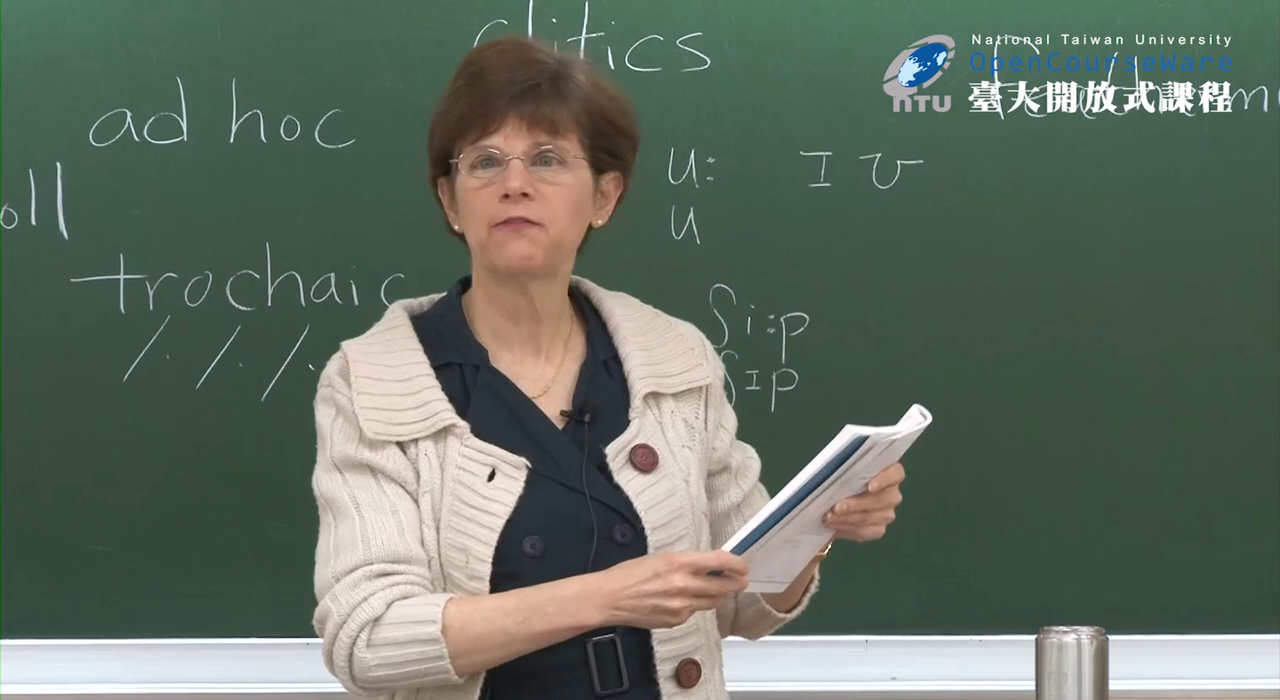 clitics
National Taiwan University
OpenCourseWare
臺大開放式課程
NTU
ad hoc
u: ɪ ʊ
u
oll
trochaic
ʃi:p
ʃɪp